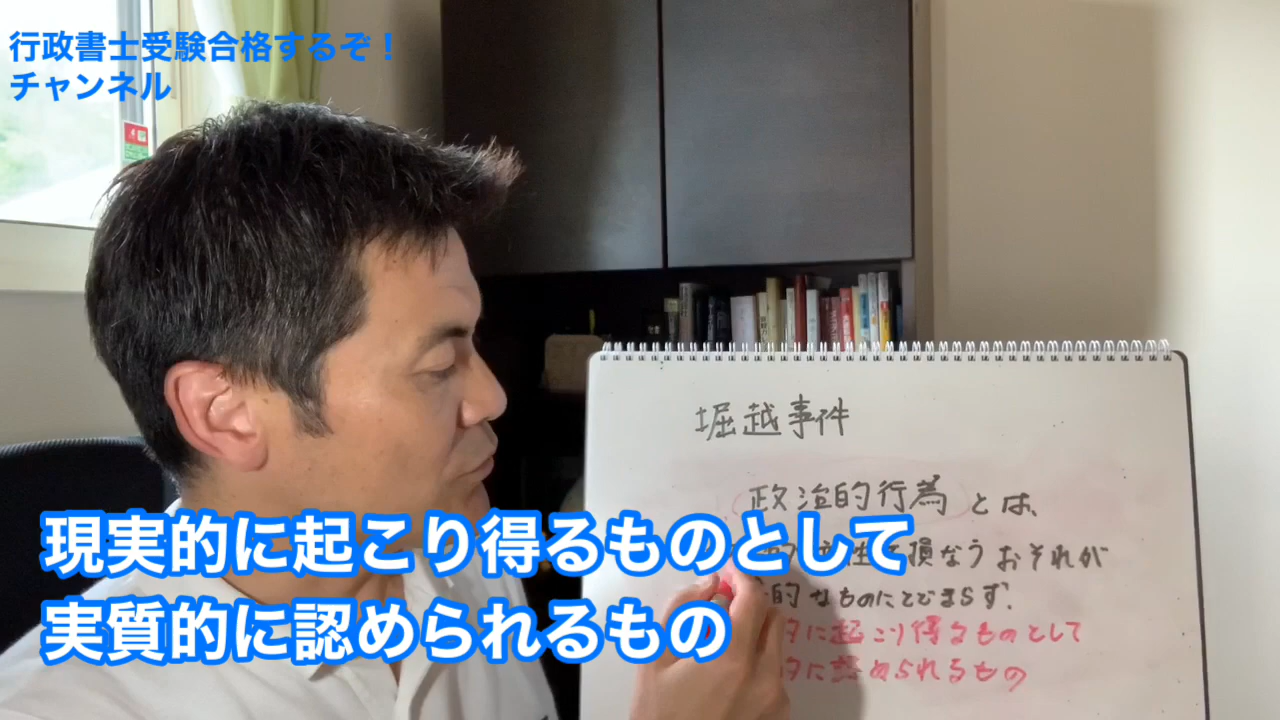 行政書士受験合格するぞ！
チャンネル
堀越事件
政治的行為とは、
損なうおそれが
的なものにとどまらず、
に起こり得るものとして
に認められるもの
現実的に起こり得るものとして
実質的に認められるもの